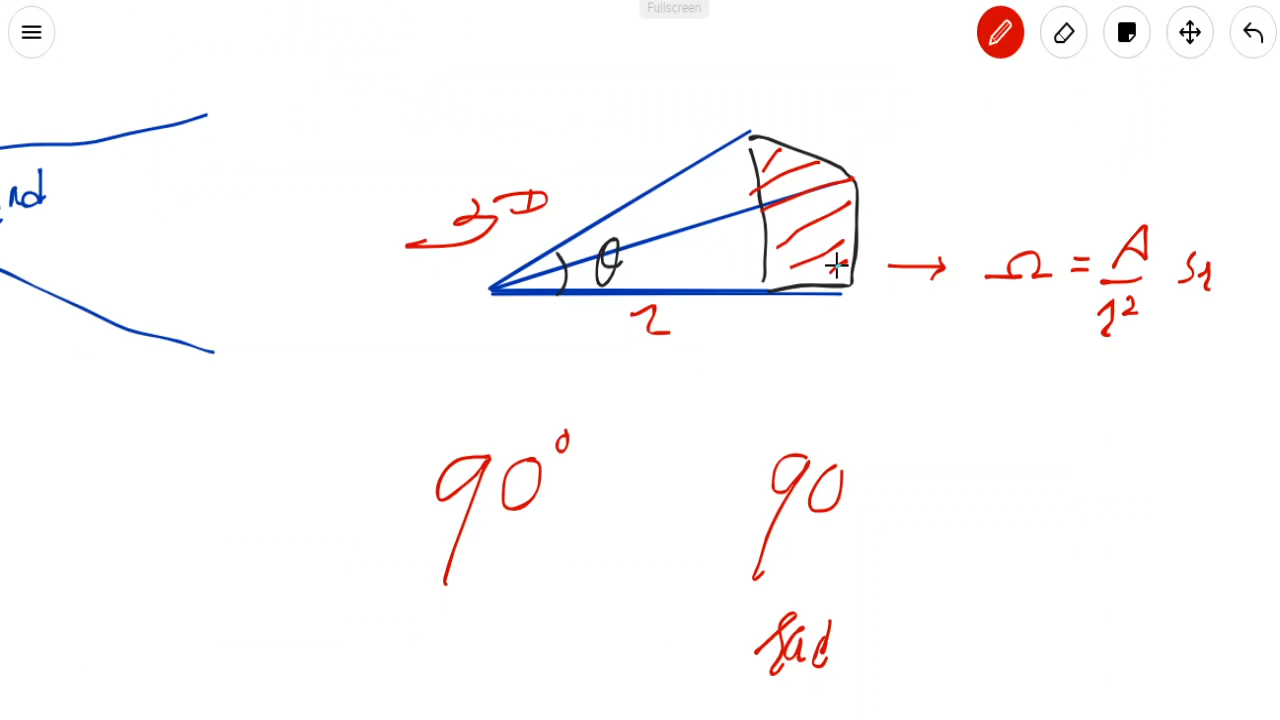 Fullscreen
nd
3D
θ
r
Ω = A/r² sr
90°
90
rad